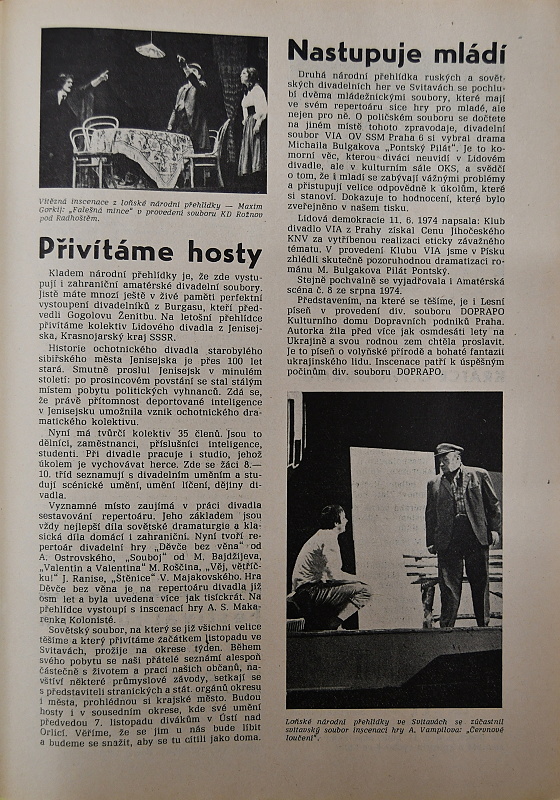 Vítězná inscenace z loňské národní přehlídky — Maxim
Gorkij: „Falešná mince" v provedení souboru KD Rožnov
pod Radhoštěm.
Přivítáme hosty
Kladem národní přehlídky je, že zde vystu-
pují i zahraniční amatérské divadelní soubory.
Jistě máte mnozí ještě v živé paměti perfektní
vystoupení divadelníků z Burgasu, kteří před-
vedli Gogolovu Ženitbu. Na letošní přehlídce
přivítáme kolektiv Lidového divadla z Jenisej-
ska, Krasnojarský kraj SSSR.
Historie ochotnického divadla starobylého
sibiřského města Jenisejska je přes 100 let
stará. Smutně proslul Jenisejsk v minulém
století: po prosincovém povstání se stal stálým
místem pobytu politických vyhnanců. Zdá se,
že právě přítomnost deportované inteligence
v Jenisejsku umožnila vznik ochotnického dra-
matického kolektivu.
Nyní má tvůrčí kolektiv 35 členů. Jsou to
dělníci, zaměstnanci, příslušníci inteligence,
studenti. Při divadle pracuje i studio, jehož
úkolem je vychovávat herce. Zde se žáci 8.—
10. tříd seznamují s divadelním uměním a stu-
dují scénické umění, umění líčení, dějiny di-
vadla.
Významné místo zaujímá v práci divadla
sestavování repertoáru. Jeho základem jsou
vždy nejlepší díla sovětské dramaturgie a kla-
sická díla domácí i zahraniční. Nyní tvoří re-
pertoár divadelní hry „Děvče bez věna" od
A. Ostrovského, „Souboj" od M. Bajdžijeva,
„Valentin a Valentina" M. Roščina, „Věj, větříč-
ku!" J. Ranise, „Štěnice" V. Majakovského. Hra
Děvče bez věna je na repertoáru divadla již
osm let a byla uvedena více jak tisíckrát. Na
přehlídce vystoupí s inscenací hry A. S. Maka-
renka Kolonisté.
Sovětský soubor, na který se již všichni velice
těšíme a který přivítáme začátkem listopadu ve
Svitavách, prožije na okrese týden. Během
svého pobytu se naši přátelé seznámí alespoň
částečně s životem a prací našich občanů, na-
vštíví některé průmyslové závody, setkají se
s představiteli stranických a stát. orgánů okresu
i města, prohlédnou si krajské město. Budou
hosty i v sousedním okrese, kde své umění
předvedou 7. listopadu divákům v Ústí nad
Orlicí. Věříme, že se jim u nás bude líbit
a budeme se snažit, aby se tu cítili jako doma.
Nastupuje mládí
Druhá národní přehlídka ruských a sovět-
ských divadelních her ve Svitavách se pochlu-
bí dvěma mládežnickými soubory, které mají
ve svém repertoáru sice hry pro mladé, ale
nejen pro ně. O poličském souboru se dočtete
na jiném místě tohoto zpravodaje, divadelní
soubor VIA OV SSM Praha 6 si vybral drama
Michaila Bulgakova „Pontský Pilát". Je to ko-
morní věc, kterou diváci neuvidí v Lidovém
divadle, ale v kulturním sále OKS, a svědčí
o tom, že i mladí se zabývají vážnými problémy
a přistupují velice odpovědně k úkolům, které
si stanoví. Dokazuje to hodnocení, které bylo
zveřejněno v našem tisku.
Lidová demokracie 11. 6. 1974 napsala: Klub
divadlo VIA z Prahy získal Cenu Jihočeského
KNV za vytříbenou realizaci eticky závažného
tématu. V provedení Klubu VIA jsme v Písku
zhlédli skutečně pozoruhodnou dramatizaci ro-
mánu M. Bulgakova Pilát Pontský.
Stejně pochvalně se vyjadřovala i Amatérská
scéna č. 8 ze srpna 1974.
Představením, na které se těšíme, je i Lesní
píseň v provedení div. souboru DOPRAPO
Kulturního domu Dopravních podniků Praha.
Autorka žila před více jak osmdesáti lety na
Ukrajině a svou rodnou zem chtěla proslavit.
Je to píseň o volyňské přírodě a bohaté fantazii
ukrajinského lidu. Inscenace patří k úspěšným
počinům div. souboru DOPRAPO.
Loňské národní přehlídky ve Svitavách se zúčastnil
svitavský soubor inscenací hry A. Vampilova: „Červnové
loučení".